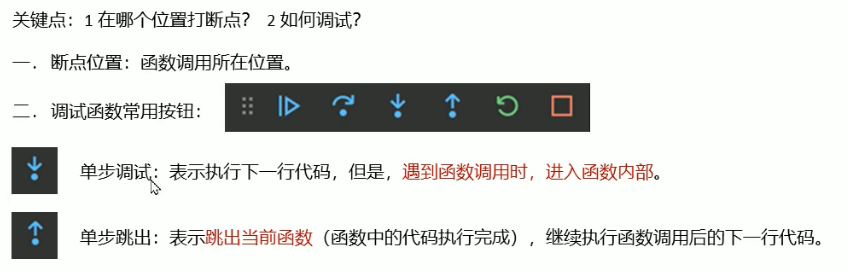 关键点：1 在哪个位置打断点？ 2 如何调试？
一．断点位置：函数调用所在位置。
二．调试函数常用按钮：
单步调试：表示执行下一行代码，但是，遇到函数调用时，进入函数内部。
单步跳出：表示跳出当前函数（函数中的代码执行完成），继续执行函数调用后的下一行代码。